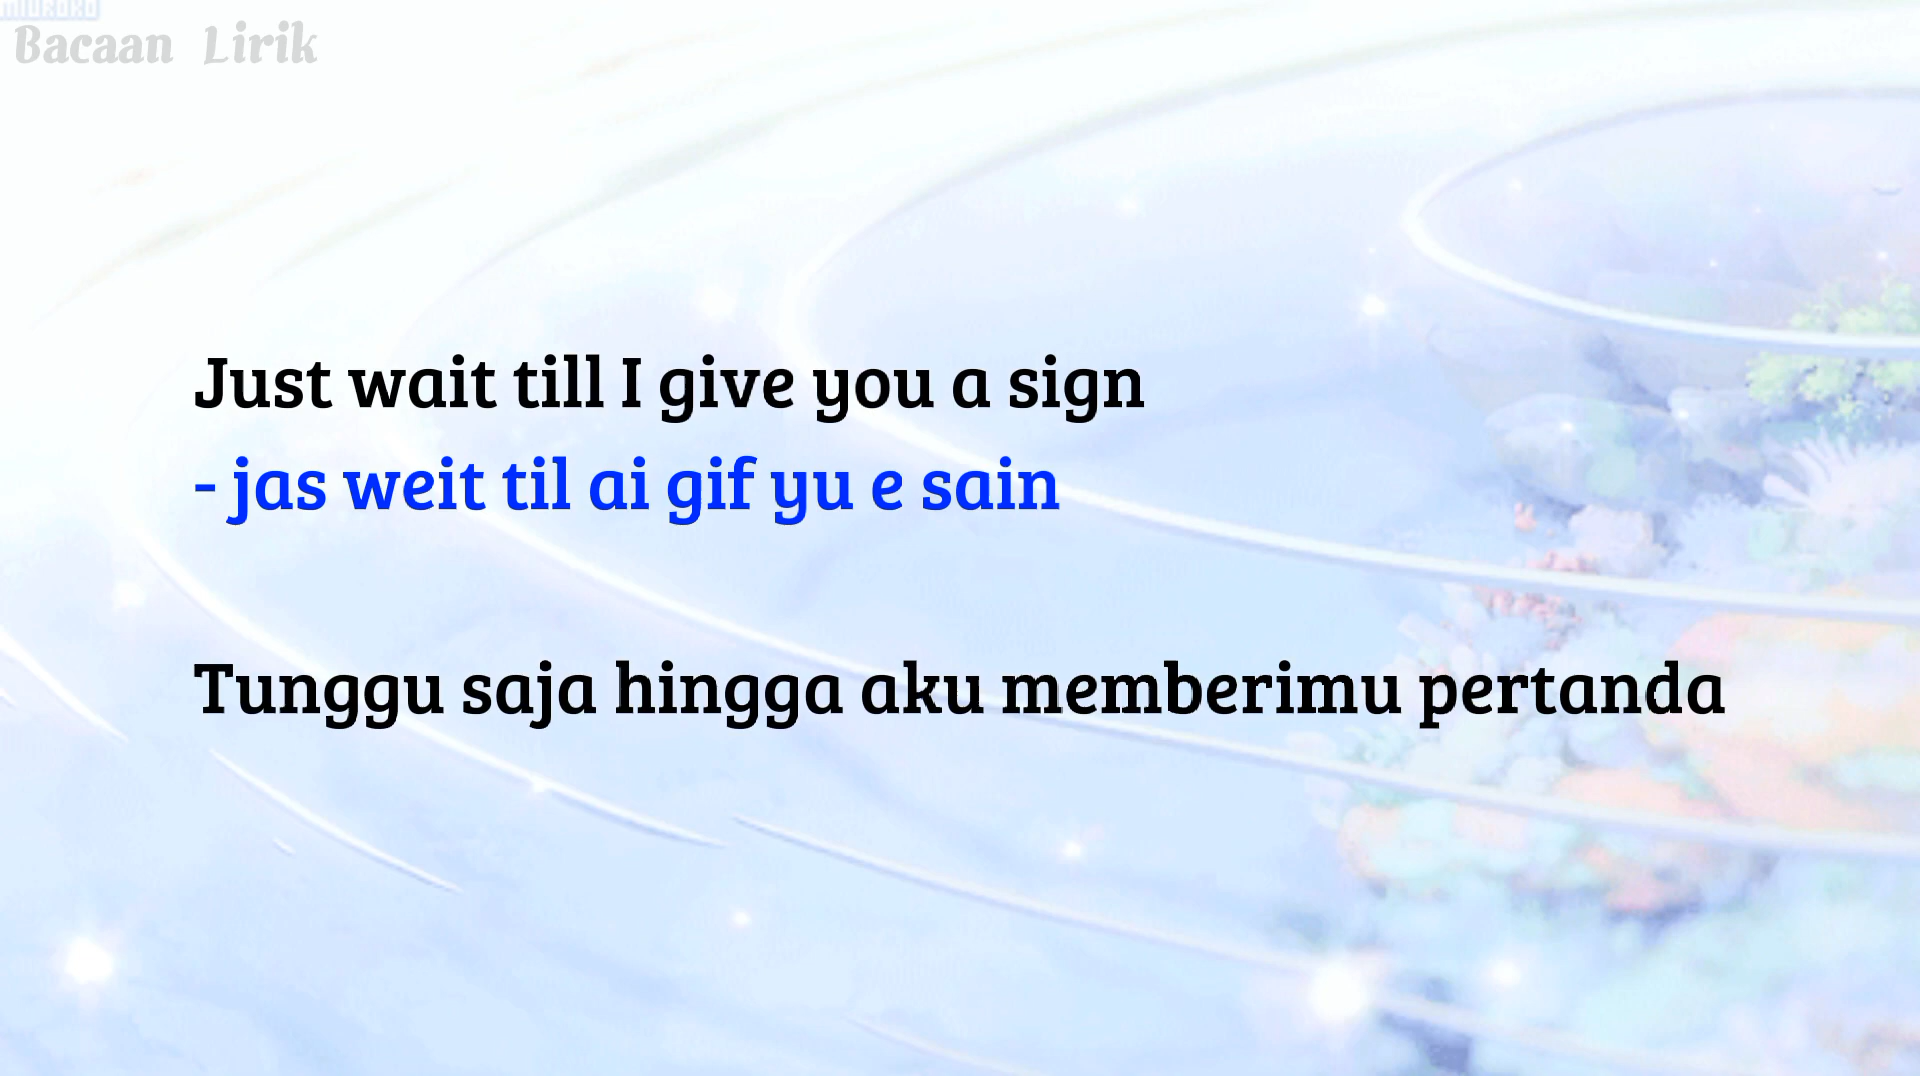 MIUROKO
Bacaan Lirik
Just wait till I give you a sign
- jas weit til ai gif yu e sain
Tunggu saja hingga aku memberimu pertanda